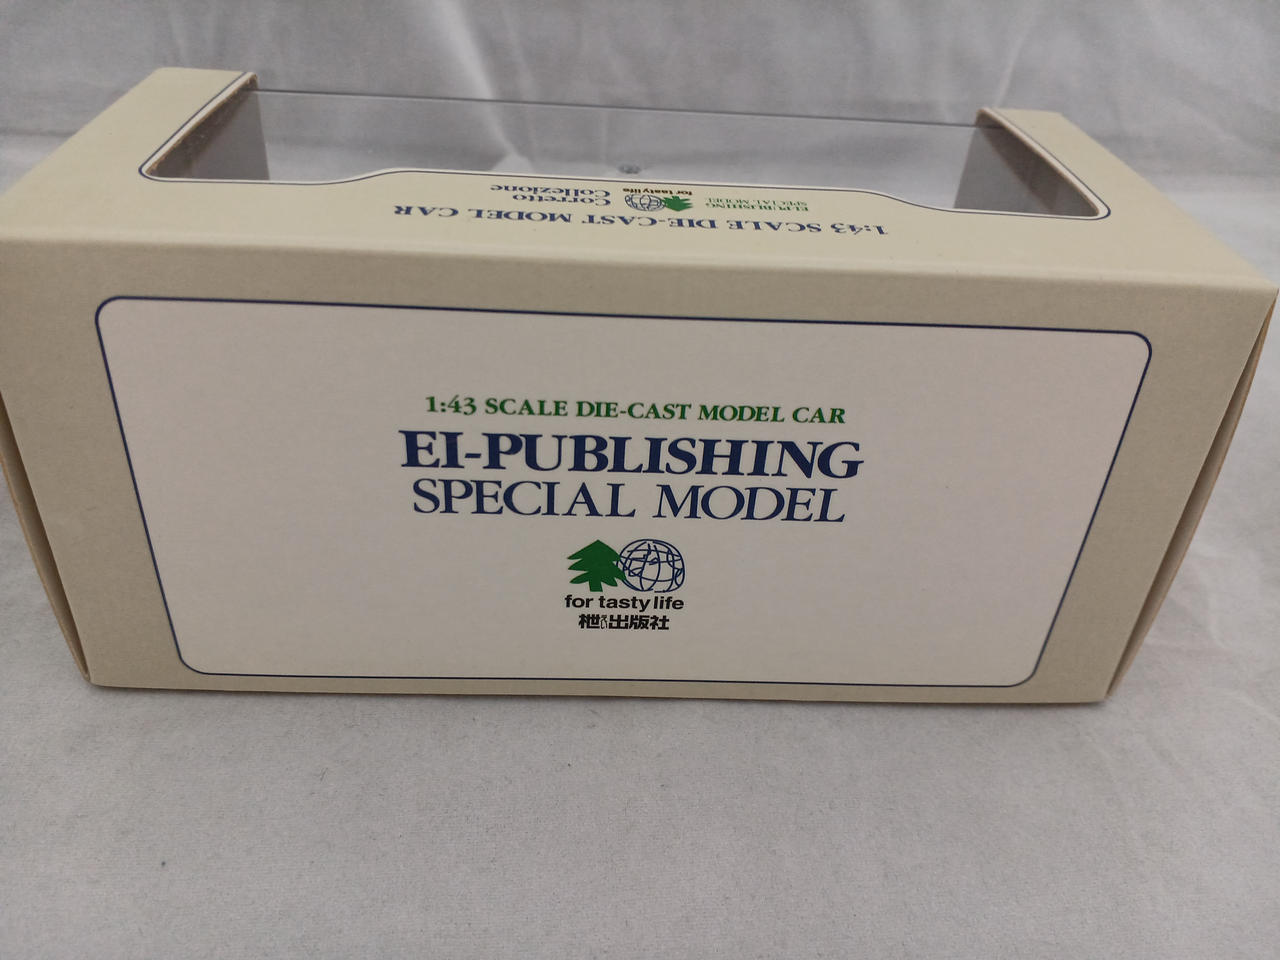 Corretto
Collezione
for tasty life
EI-PUBLISHING
SPECIAL MODEL
1:43 SCALE DIE-CAST MODEL CAR
1:43 SCALE DIE-CAST MODEL CAR
EI-PUBLISHING
SPECIAL MODEL
for tasty life
枻出版社